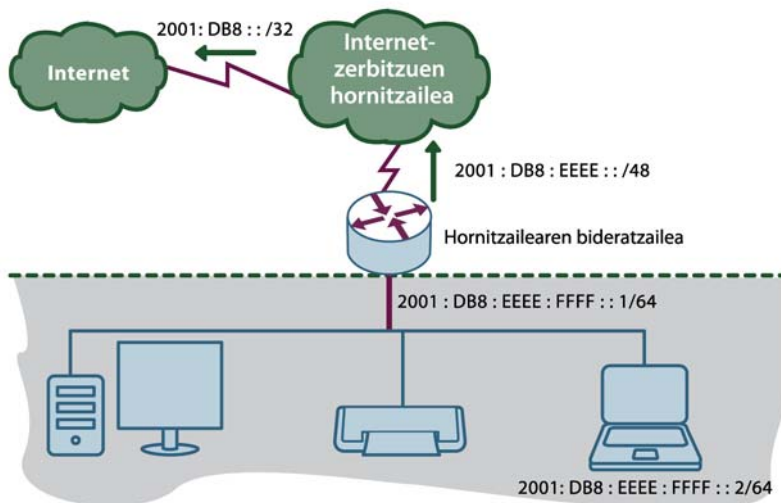 2001: DB8 : : /32
Internet
Internet-
zerbitzuen
hornitzailea
2001 : DB8 : EEEE : : /48
Hornitzailearen bideratzailea
2001 : DB8 : EEEE : FFFF : : 1/64
2001: DB8 : EEEE : FFFF : : 2/64